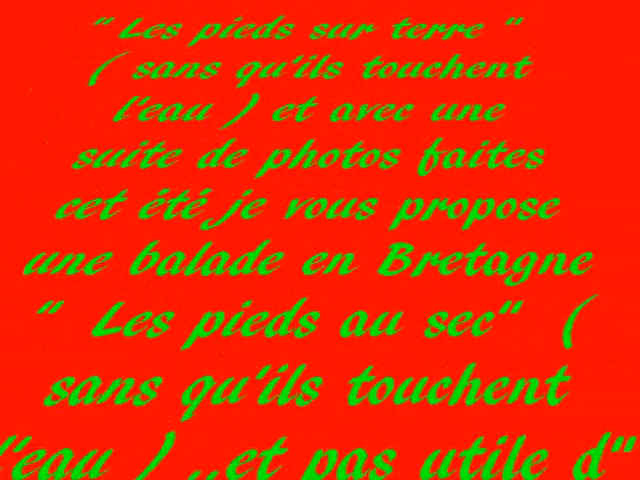 " Les pieds sur terre "
( sans qu'ils touchent
l'eau ) et avec une
suite de photos faites
cet été je vous propose
une balade en Bretagne
" Les pieds au sec" (
sans qu'ils touchent
l'eau ) ,,et pas utile d"